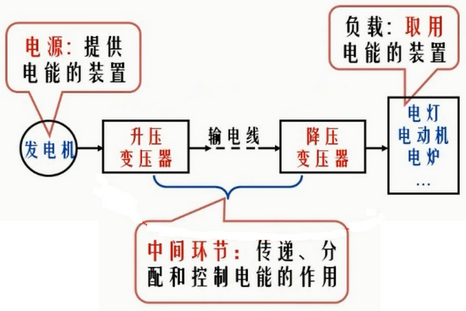 电源：提供
电能的装置
负载：取用
电能的装置
发电机
升压
变压器
输电线
降压
变压器
电灯
电动机
电炉
…
中间环节：传递、分
配和控制电能的作用